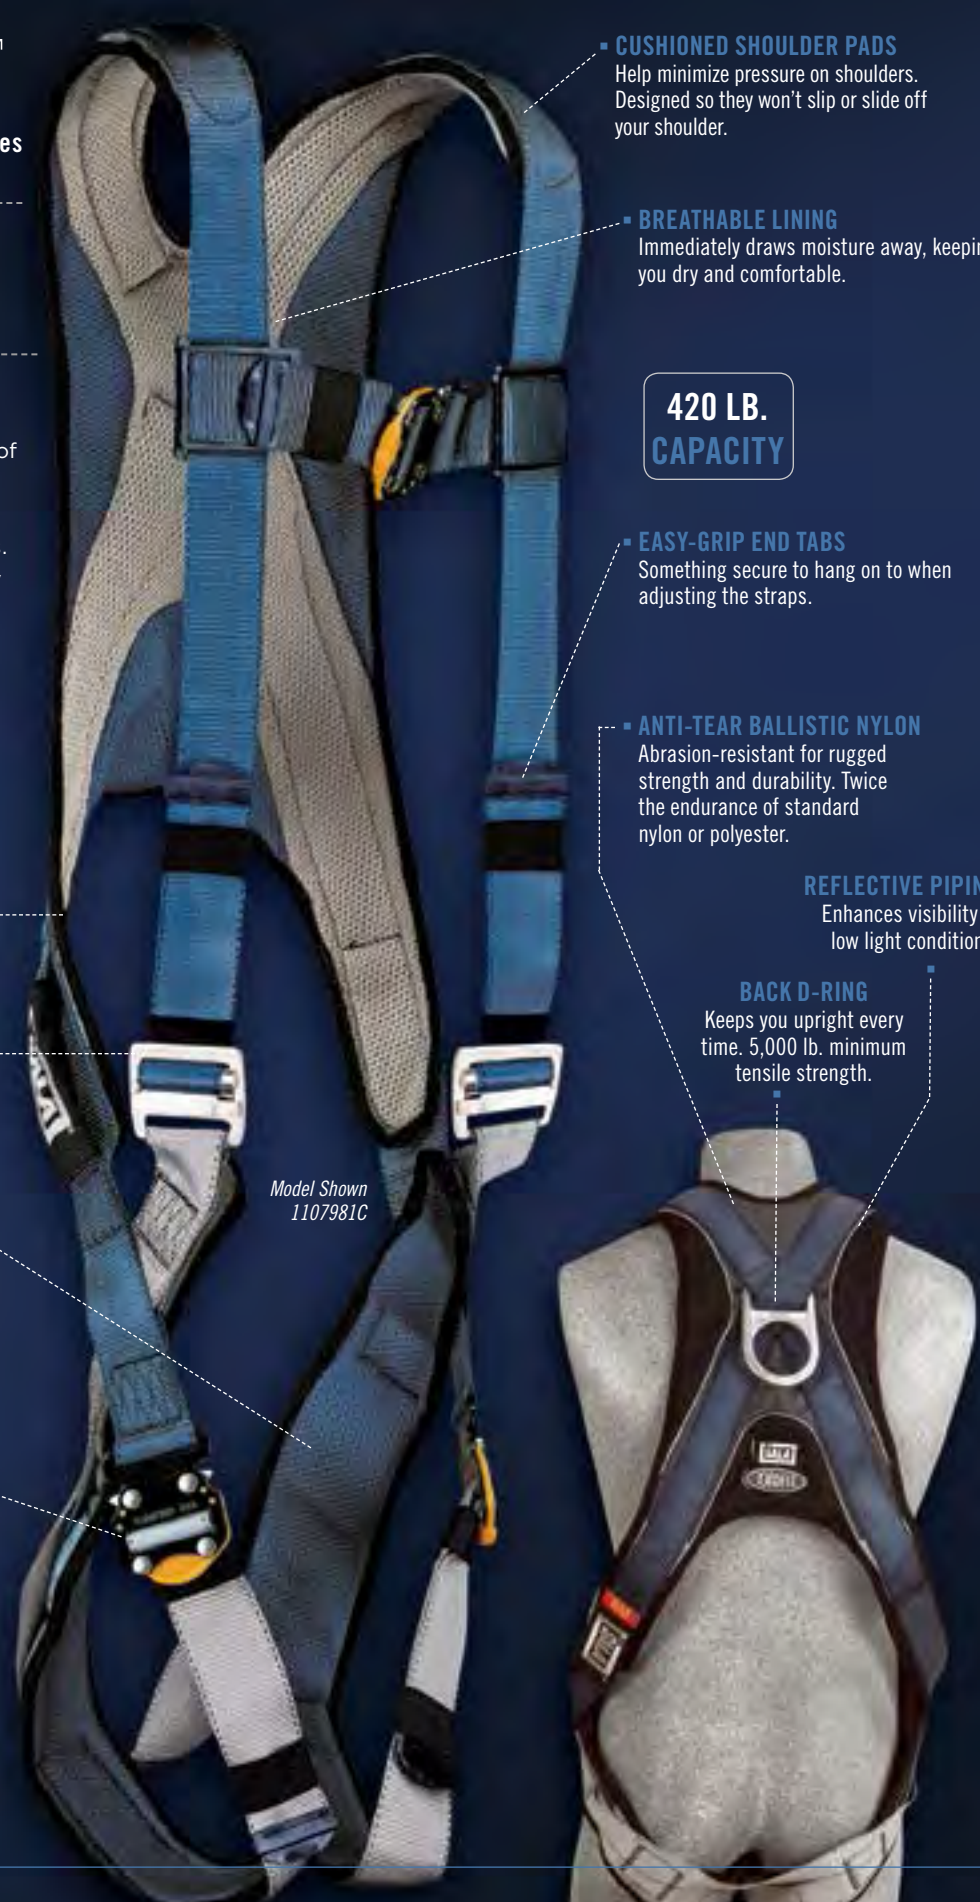 es
of
CUSHIONED SHOULDER PADS
Help minimize pressure on shoulders.
Designed so they won't slip or slide off
your shoulder.
BREATHABLE LINING
Immediately draws moisture away, keepin
you dry and comfortable.
420 LB.
CAPACITY
EASY-GRIP END TABS
Something secure to hang on to when
adjusting the straps.
ANTI-TEAR BALLISTIC NYLON
Abrasion-resistant for rugged
strength and durability. Twice
the endurance of standard
nylon or polyester.
REFLECTIVE PIPIN
Enhances visibility
low light condition
BACK D-RING
Keeps you upright every
time. 5,000 lb. minimum
tensile strength.
Model Shown
1107981C